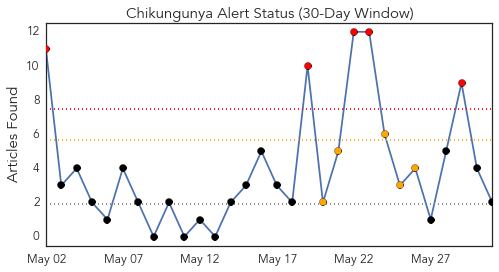 Chikungunya Alert Status (30-Day Window)
Articles Found
12
10
8
6
4
2
0
May 02
May 07
May 12
May 17
May 22
May 27